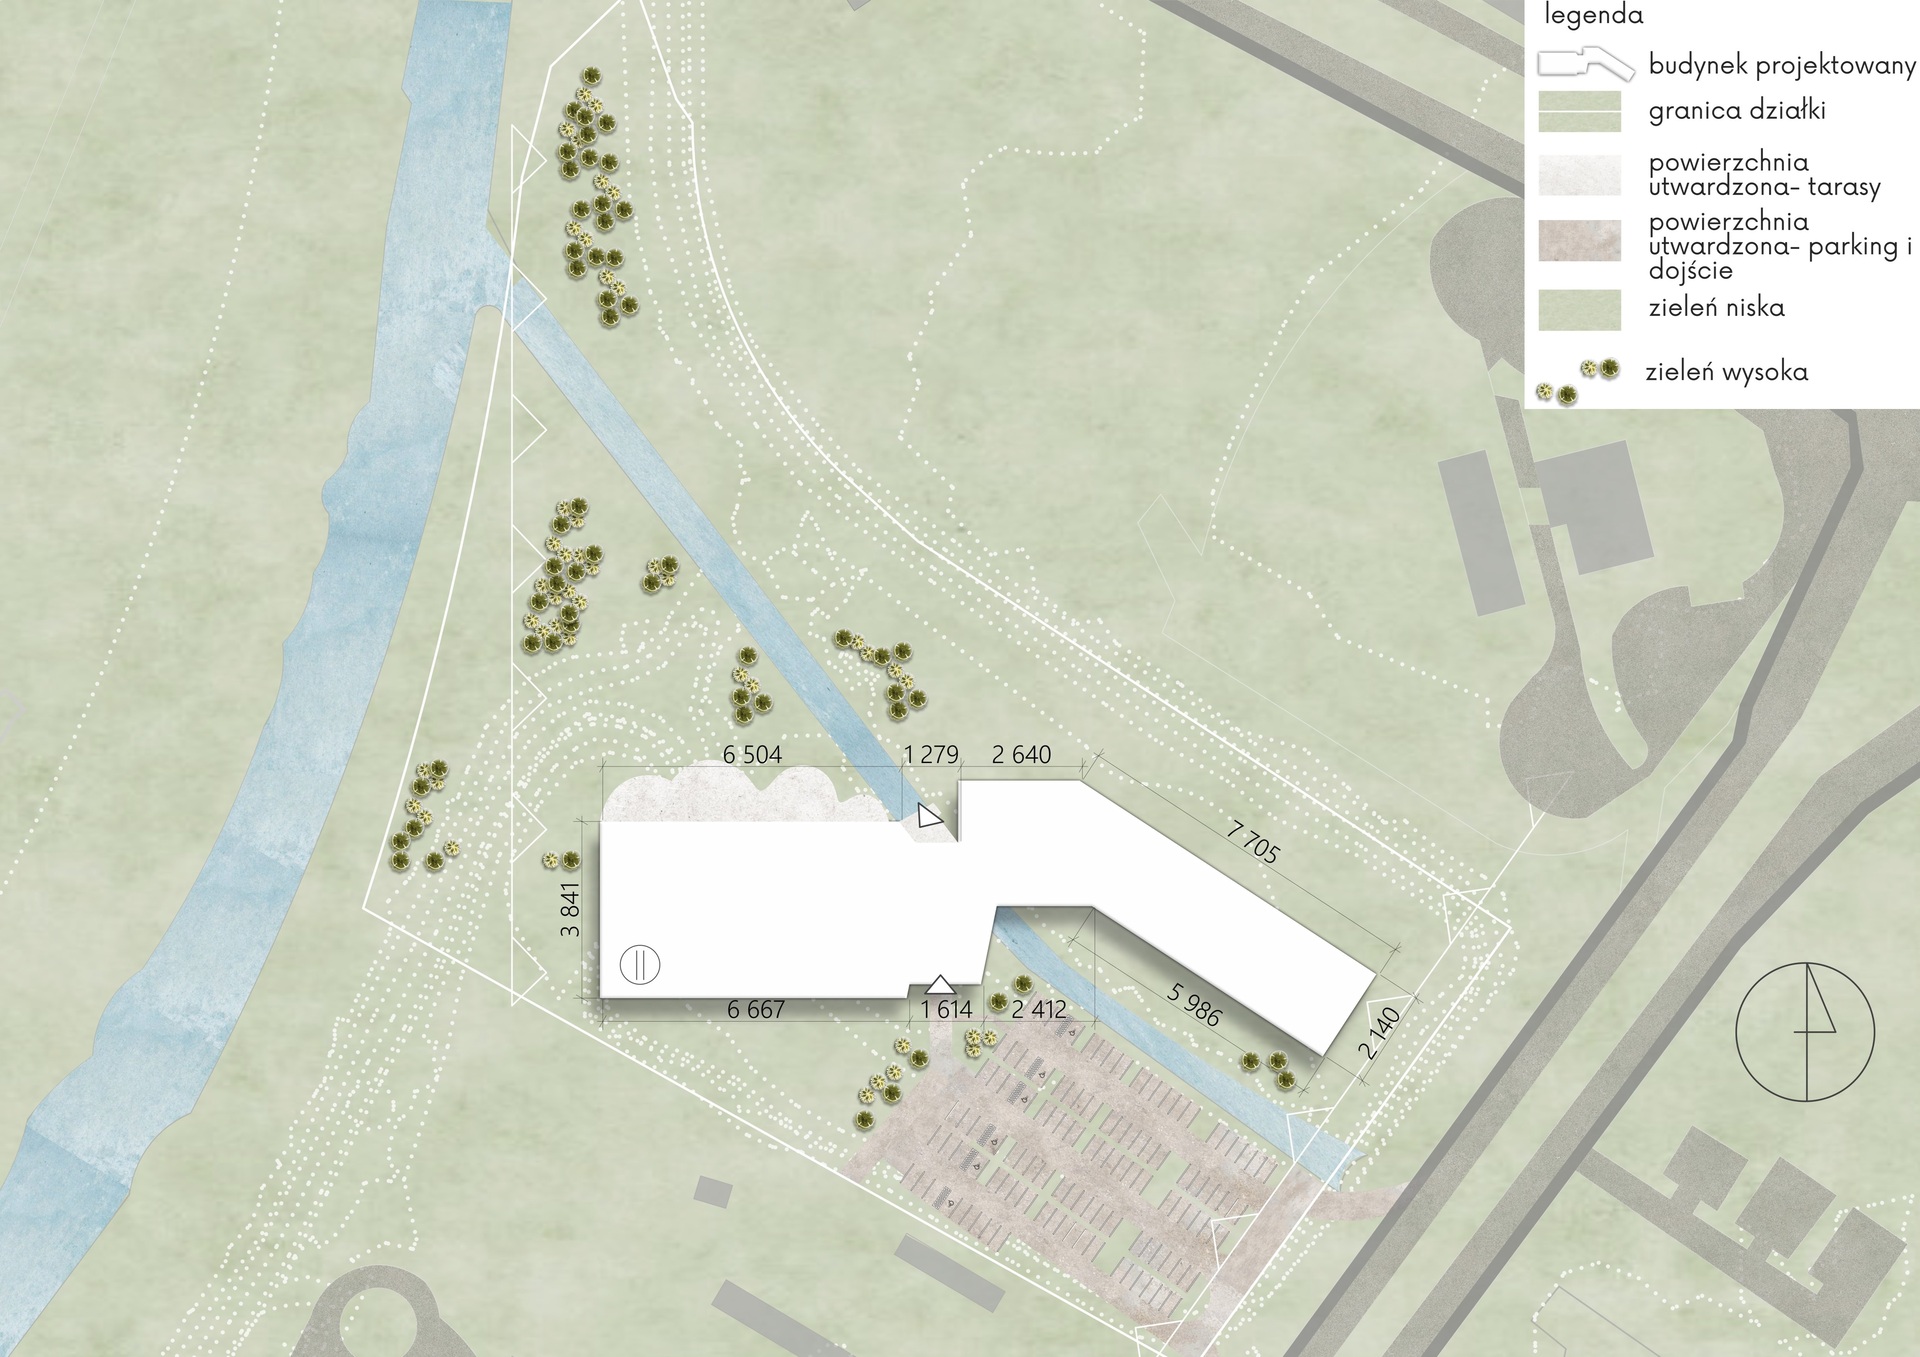 legenda
budynek projektowany
granica działki
powierzchnia
utwardzona- tarasy
powierzchnia
utwardzona- parking i
dojście
zieleń niska
zieleń wysoka
6 504
1 279
2 640
7 705
3 841
6 667
1 614
2 412
5 986
2 140